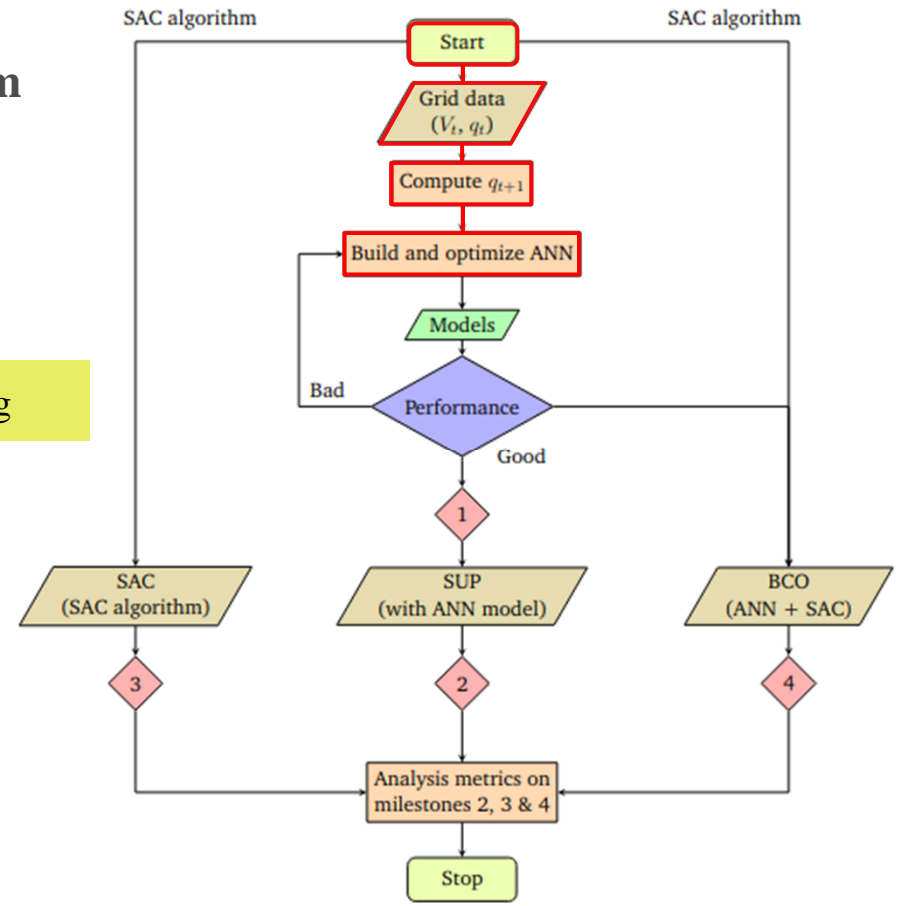 SAC algorithm
SAC algorithm
m
Start
Grid data
(Vₜ, qₜ)
Compute qₜ₊₁
Build and optimize ANN
Models
Bad
g
Performance
Good
1
SAC
(SAC algorithm)
SUP
(with ANN model)
BCO
(ANN + SAC)
3
2
4
Analysis metrics on
milestones 2, 3 & 4
Stop